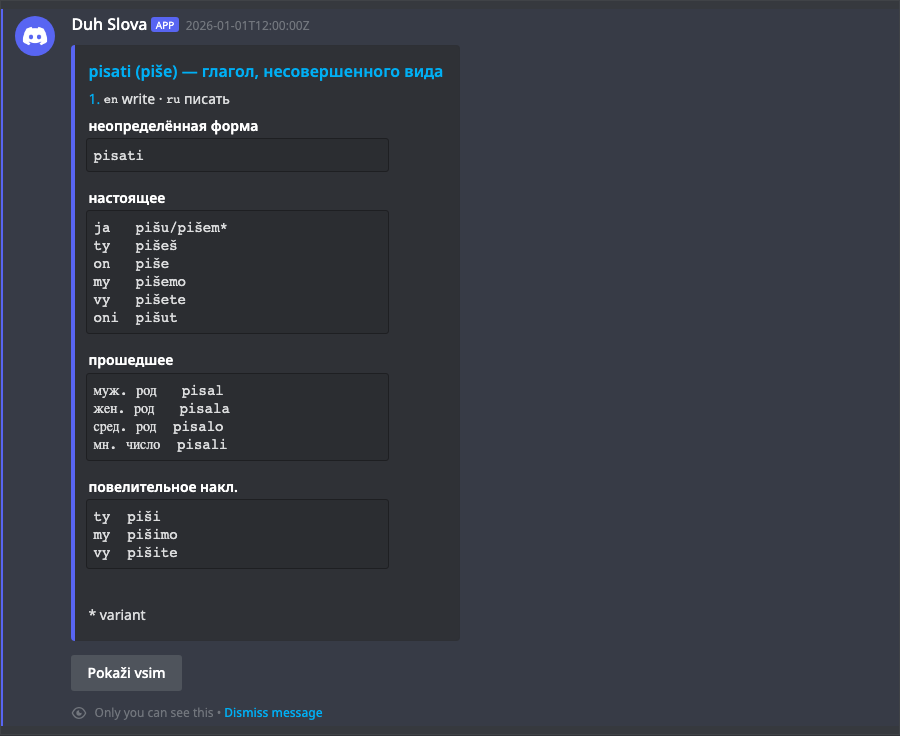 Duh Slova APP 2026-01-01T12:00:00Z
pisati (piše) — глагол, несовершенного вида
1. en write · ru писать
неопределённая форма
pisati
настоящее
ja pišu/pišem*
ty pišeš
on piše
my pišemo
vy pišete
oni pišut
прошедшее
муж. род pisal
жен. род pisala
сред. род pisalo
мн. число pisali
повелительное накл.
ty piši
my pišimo
vy pišite
* variant
Pokaži vsim
Only you can see this • Dismiss message